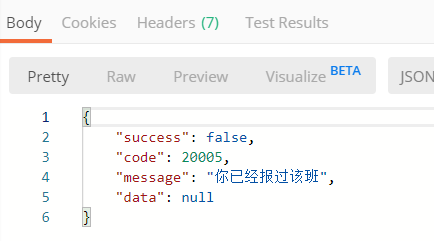 Body Cookies Headers (7) Test Results
Pretty Raw Preview Visualize BETA JSON
1 {
2 "success": false,
3 "code": 20005,
4 "message": "你已经报过该班",
5 "data": null
6 }